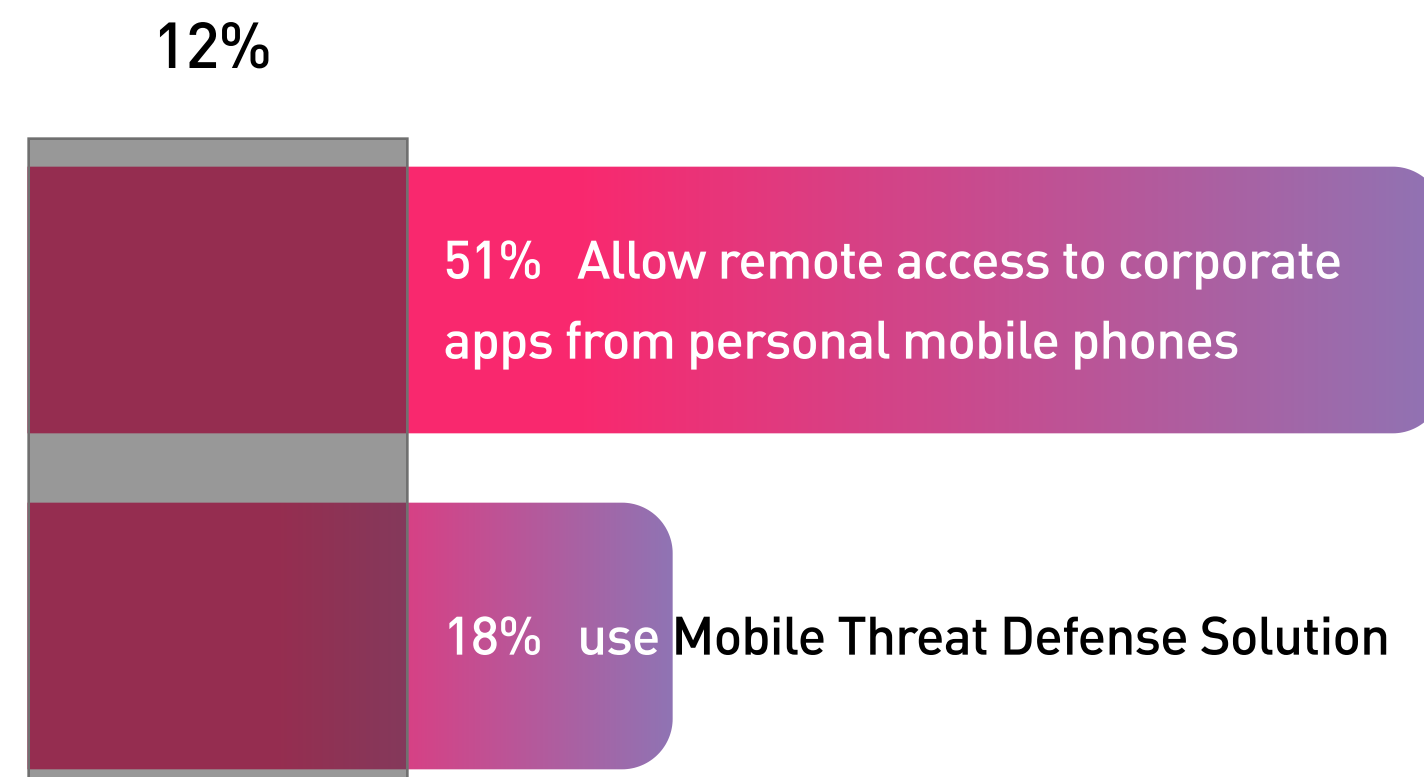 12%
51% Allow remote access to corporate
apps from personal mobile phones
18% use Mobile Threat Defense Solution